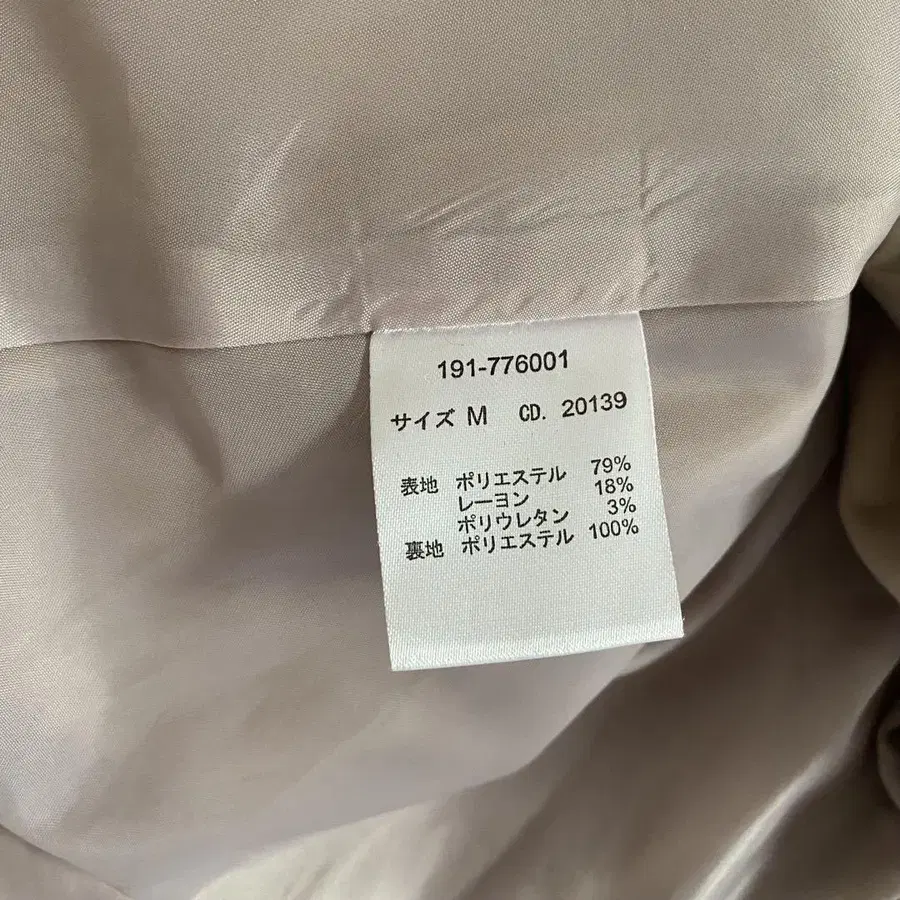 191-776001
サイズ M CD. 20139
表地 ポリエステル 79%
レーヨン 18%
ポリウレタン 3%
裏地 ポリエステル 100%